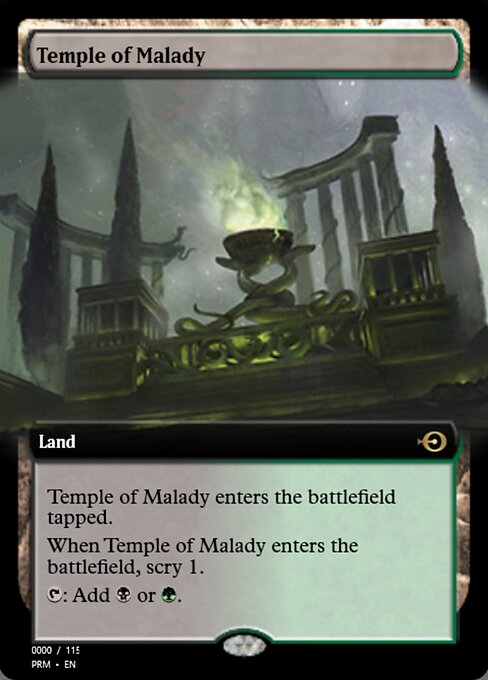 Temple of Malady
Land
Temple of Malady enters the battlefield
tapped.
When Temple of Malady enters the
battlefield, scry 1.
: Add or .
0000 / 115
PRM • EN